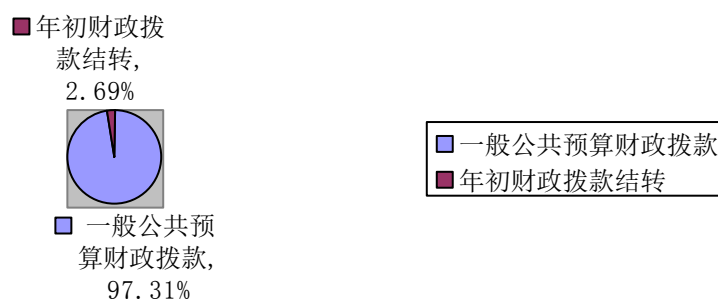 年初财政拨
款结转,
2.69%
一般公共预
算财政拨款,
97.31%
一般公共预算财政拨款
年初财政拨款结转